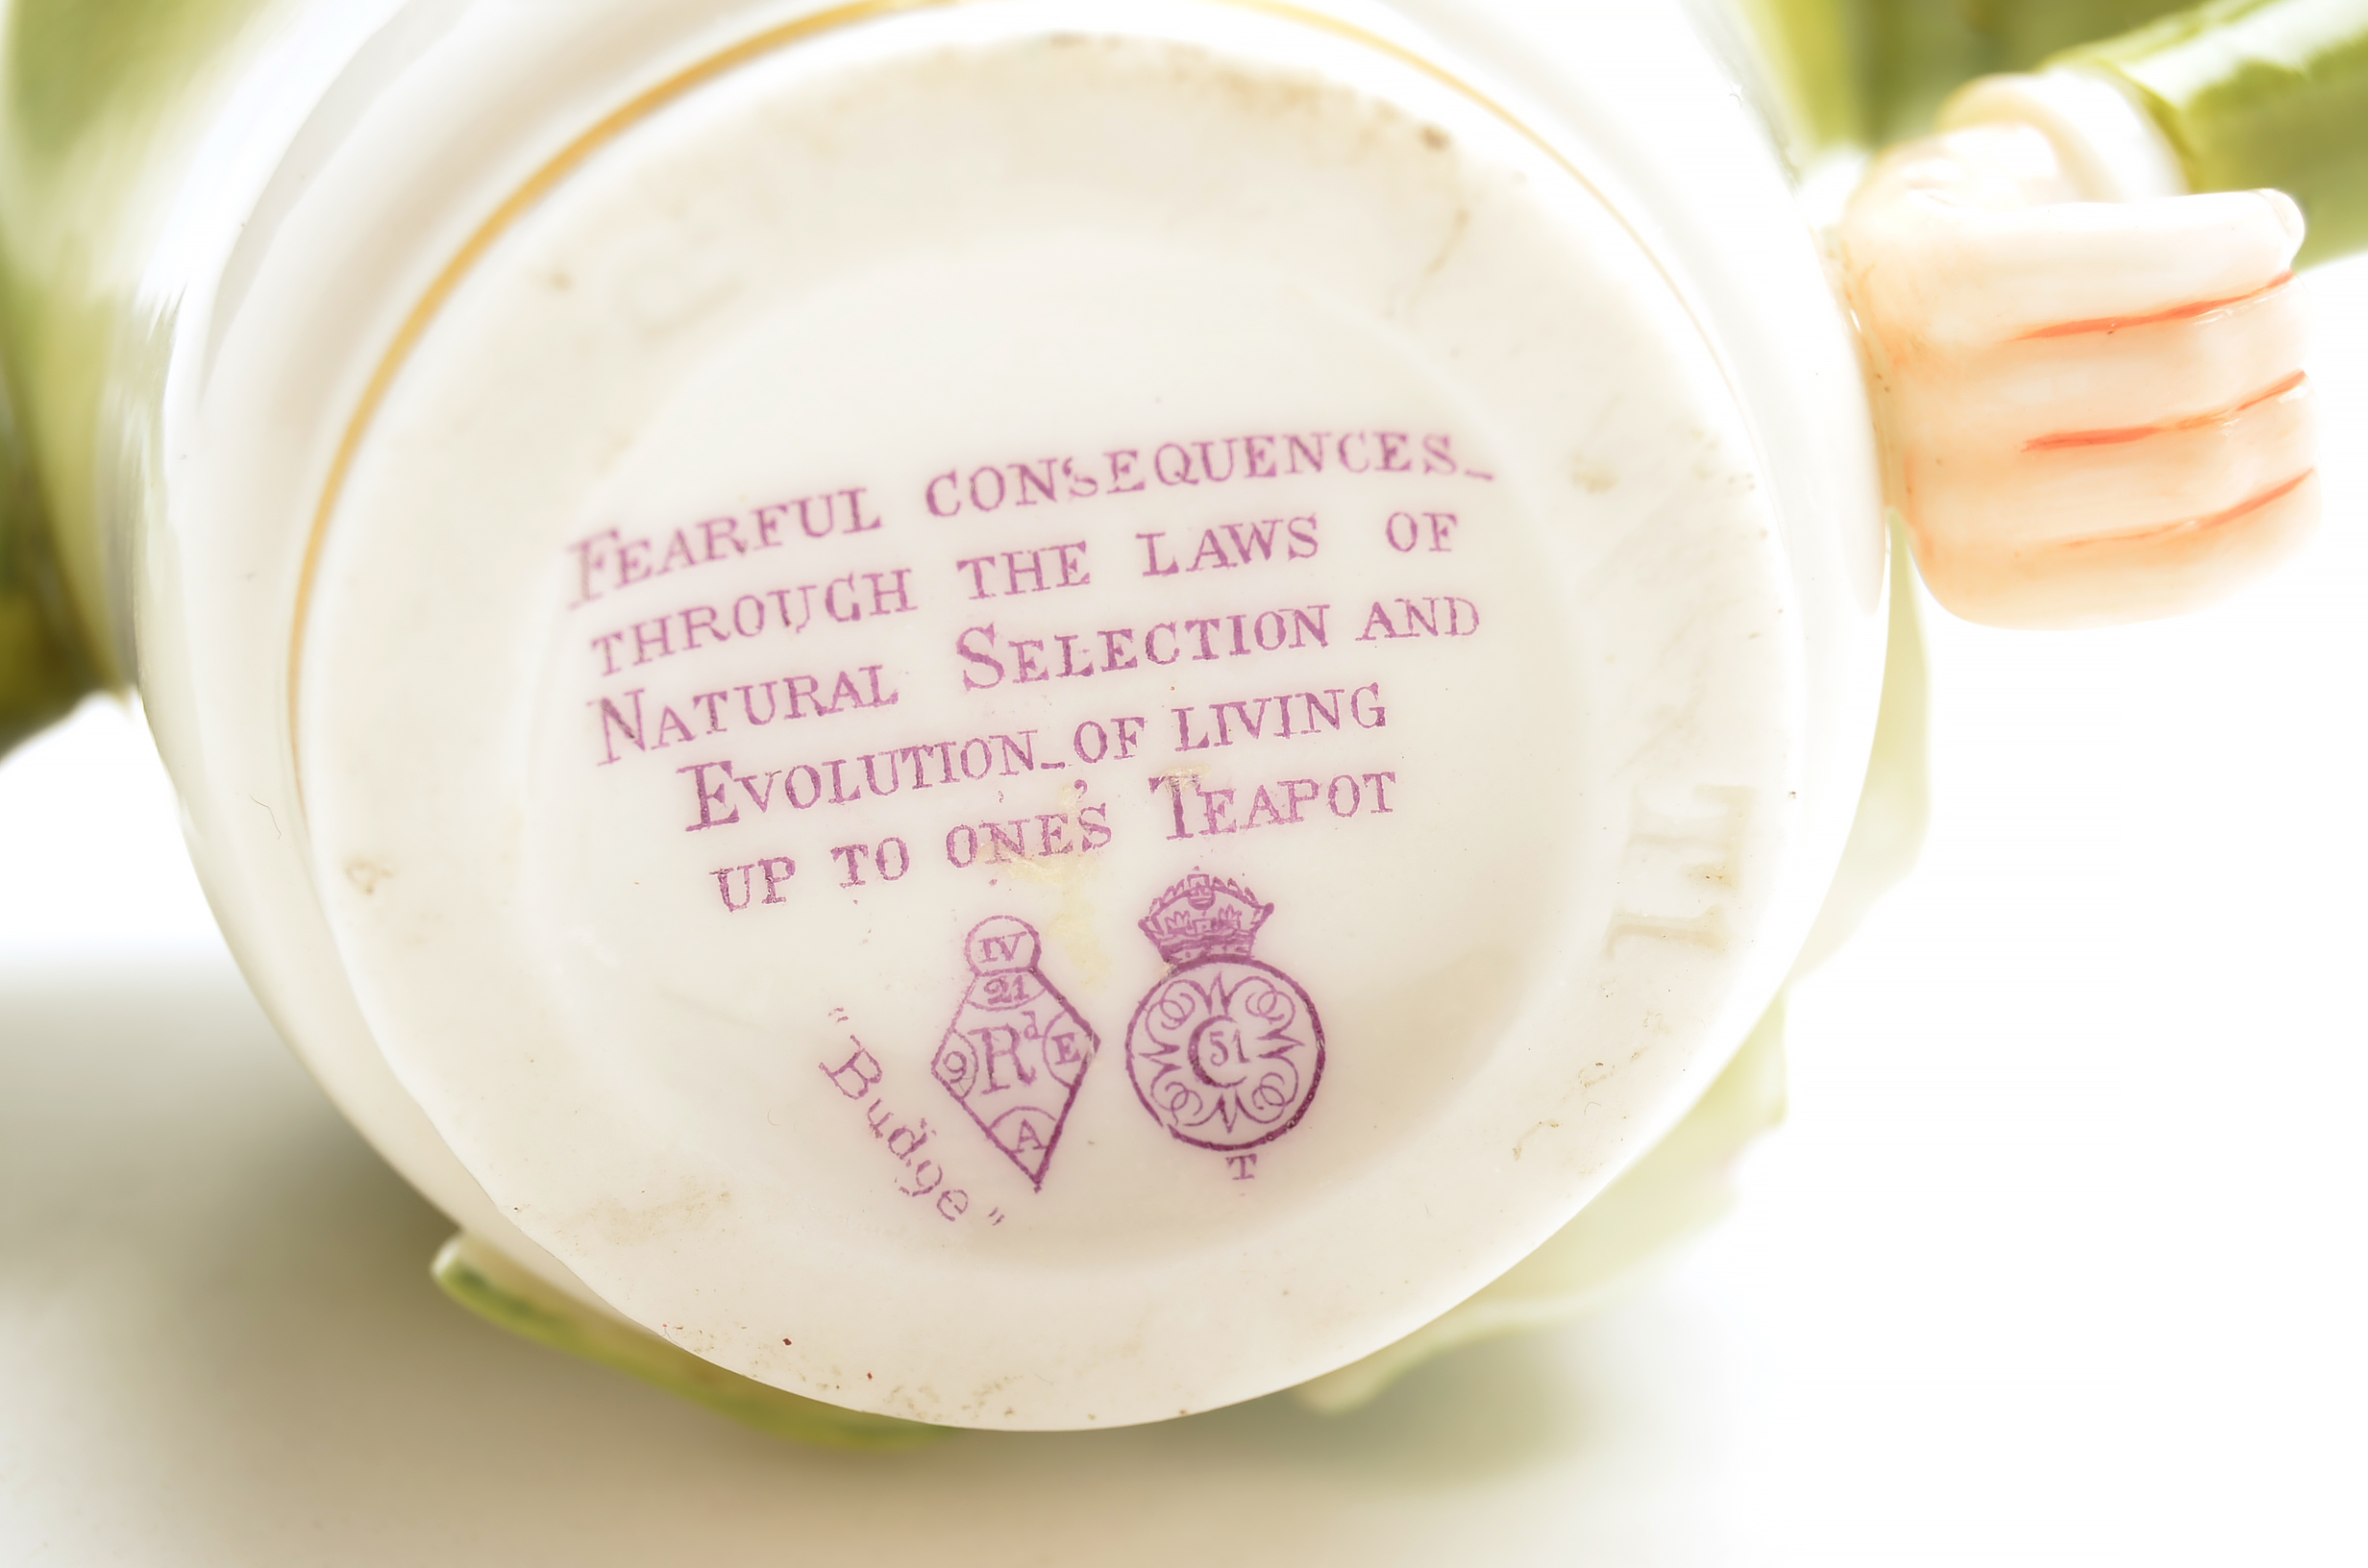 FEARFUL CONSEQUENCES_
THROUGH THE LAWS OF
NATURAL SELECTION AND
EVOLUTION_OF LIVING
UP TO ONE'S TEAPOT
IV
21
9 Rd E
A
51
T
"Budge"